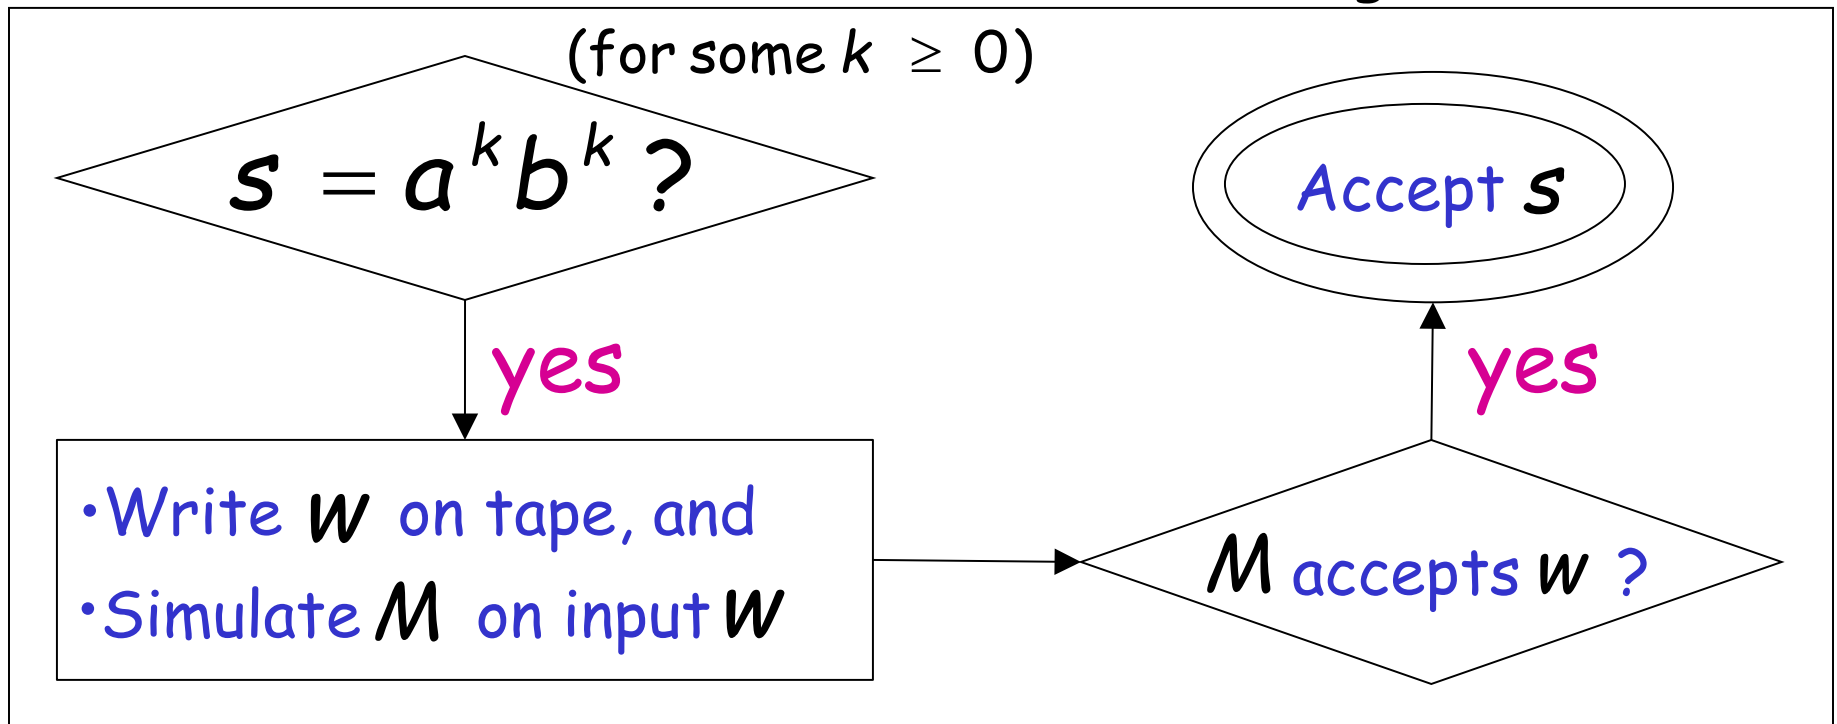 (for some k ≥ 0)
s = a^k b^k ?
Accept s
yes
yes
•Write w on tape, and
•Simulate M on input w
M accepts w ?